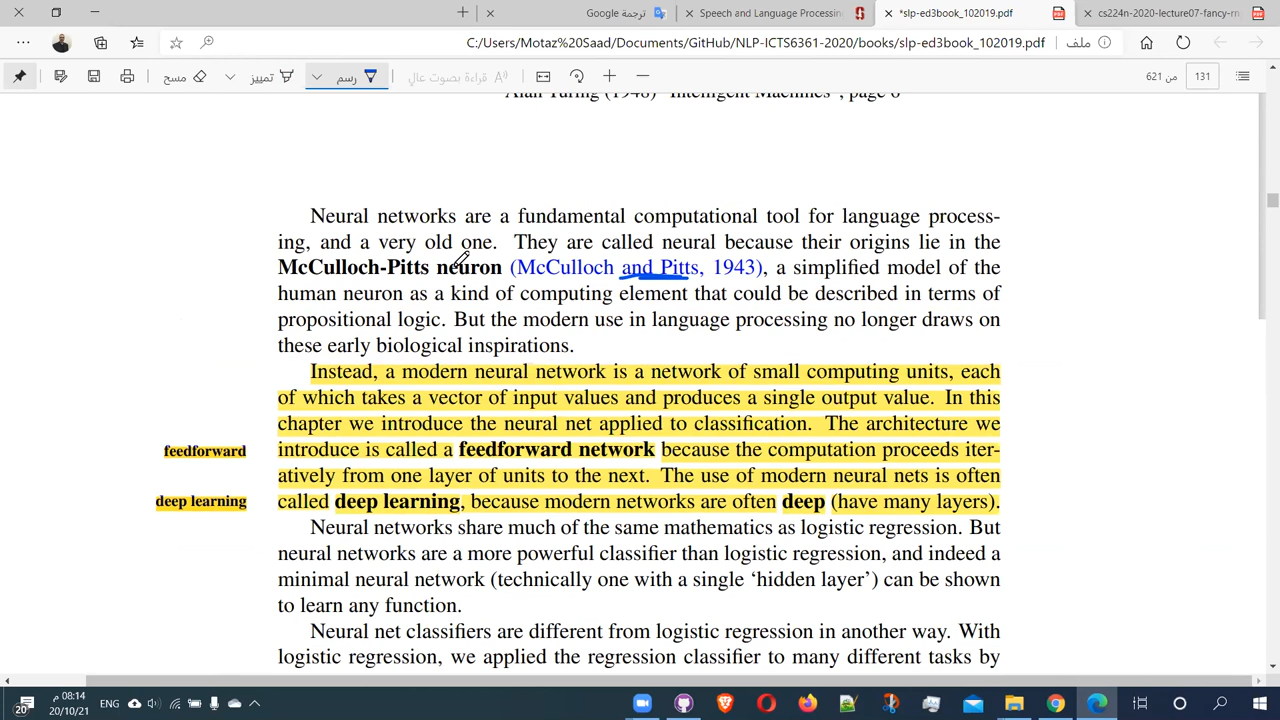 ترجمة Google
Speech and Language Processing
*slp-ed3book_102019.pdf
cs224n-2020-lecture07-fancy-rn
C:/Users/Motaz%20Saad/Documents/GitHub/NLP-ICTS6361-2020/books/slp-ed3book_102019.pdf
ملف
مسح
تمييز
رسم
قراءة بصوت عالٍ
من 621
131
Alan Turing (1948) "Intelligent Machines", page 6
Neural networks are a fundamental computational tool for language process-
ing, and a very old one. They are called neural because their origins lie in the
McCulloch-Pitts neuron (McCulloch and Pitts, 1943), a simplified model of the
human neuron as a kind of computing element that could be described in terms of
propositional logic. But the modern use in language processing no longer draws on
these early biological inspirations.
Instead, a modern neural network is a network of small computing units, each
of which takes a vector of input values and produces a single output value. In this
chapter we introduce the neural net applied to classification. The architecture we
feedforward
introduce is called a feedforward network because the computation proceeds iter-
atively from one layer of units to the next. The use of modern neural nets is often
deep learning
called deep learning, because modern networks are often deep (have many layers).
Neural networks share much of the same mathematics as logistic regression. But
neural networks are a more powerful classifier than logistic regression, and indeed a
minimal neural network (technically one with a single ‘hidden layer’) can be shown
to learn any function.
Neural net classifiers are different from logistic regression in another way. With
logistic regression, we applied the regression classifier to many different tasks by
20
08:14 م
20/10/21
ENG